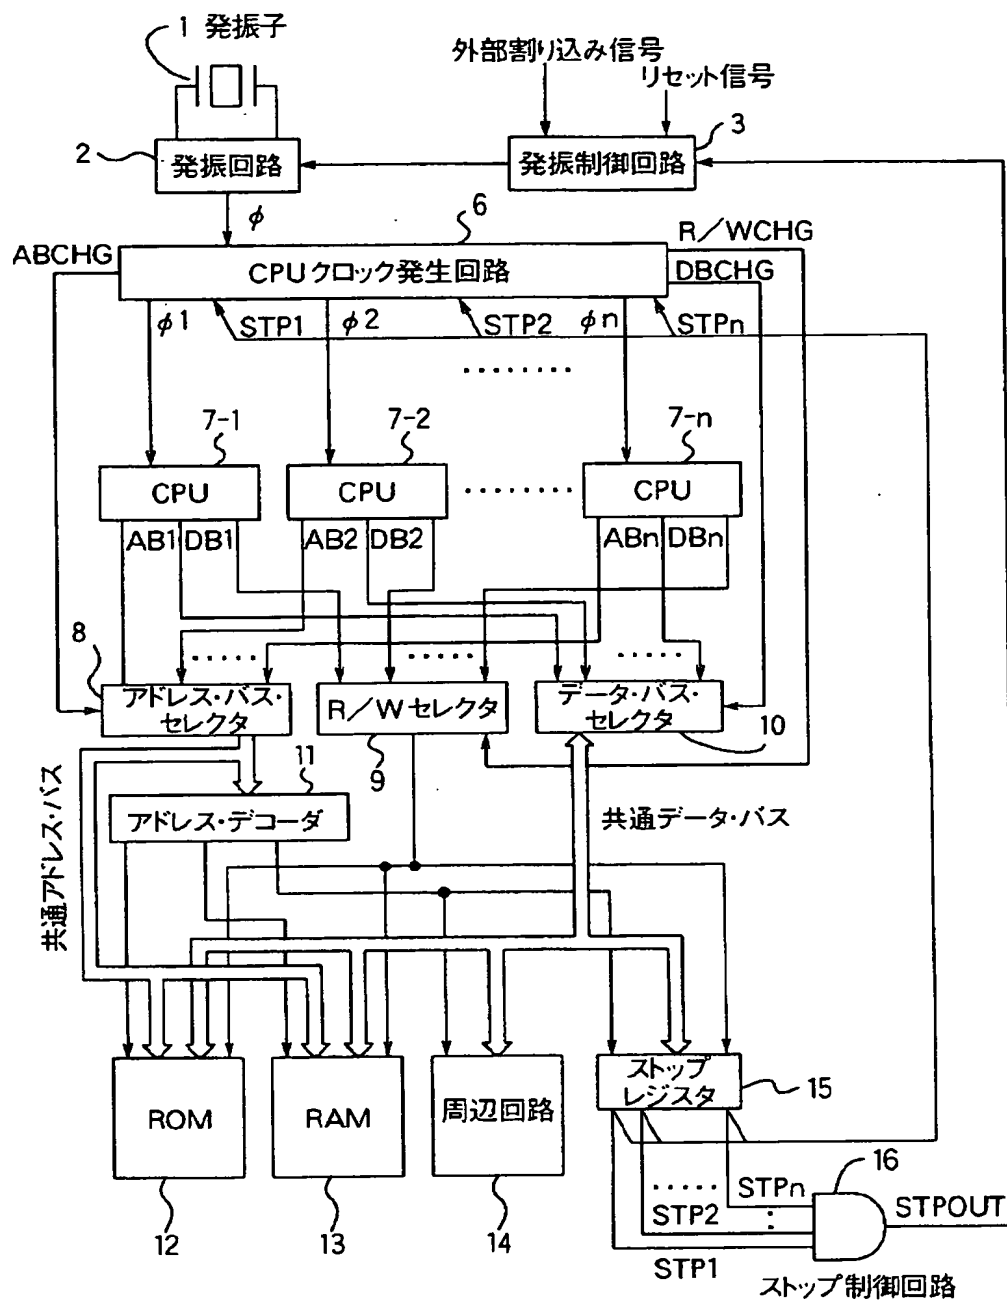 1 発振子
外部割り込み信号
リセット信号
2
発振回路
3
発振制御回路
φ
6
R／WCHG
ABCHG
CPUクロック発生回路
DBCHG
φ1
STP1
φ2
STP2
φn
STPn
........
7-1
7-2
7-n
CPU
CPU
........
CPU
AB1
DB1
AB2
DB2
ABn
DBn
8
.....
.....
.....
アドレス・バス・
セレクタ
R／Wセレクタ
データ・バス・
セレクタ
10
9
11
アドレス・デコーダ
共通アドレス・バス
共通データ・バス
ROM
RAM
周辺回路
ストップ
レジスタ
15
12
13
14
16
.....
STPn
STP2
STP1
STPOUT
ストップ制御回路